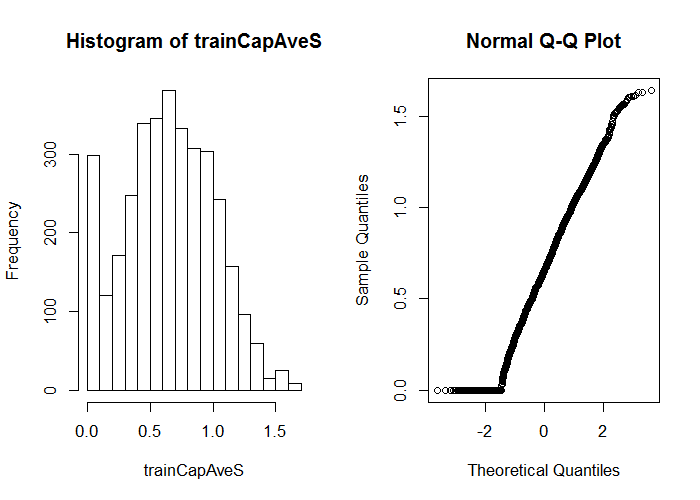 Histogram of trainCapAveS
Frequency
0
100
200
300
0.0
0.5
1.0
1.5
trainCapAveS
Normal Q-Q Plot
Sample Quantiles
0.0
0.5
1.0
1.5
-2
0
2
Theoretical Quantiles